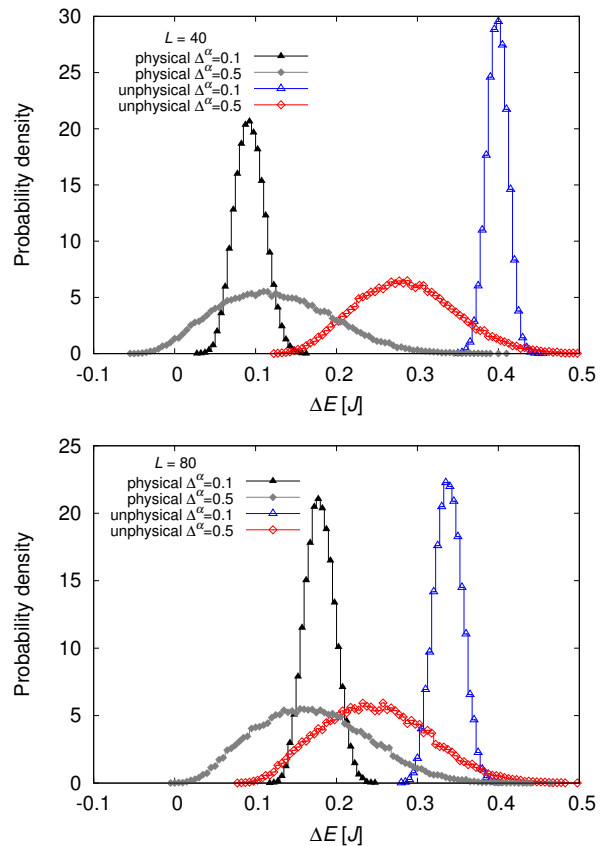 30
25
20
15
10
5
0
Probability density
L = 40
physical Δ^α=0.1
physical Δ^α=0.5
unphysical Δ^α=0.1
unphysical Δ^α=0.5
-0.1 0 0.1 0.2 0.3 0.4 0.5
ΔE [J]
25
20
15
10
5
0
Probability density
L = 80
physical Δ^α=0.1
physical Δ^α=0.5
unphysical Δ^α=0.1
unphysical Δ^α=0.5
-0.1 0 0.1 0.2 0.3 0.4 0.5
ΔE [J]